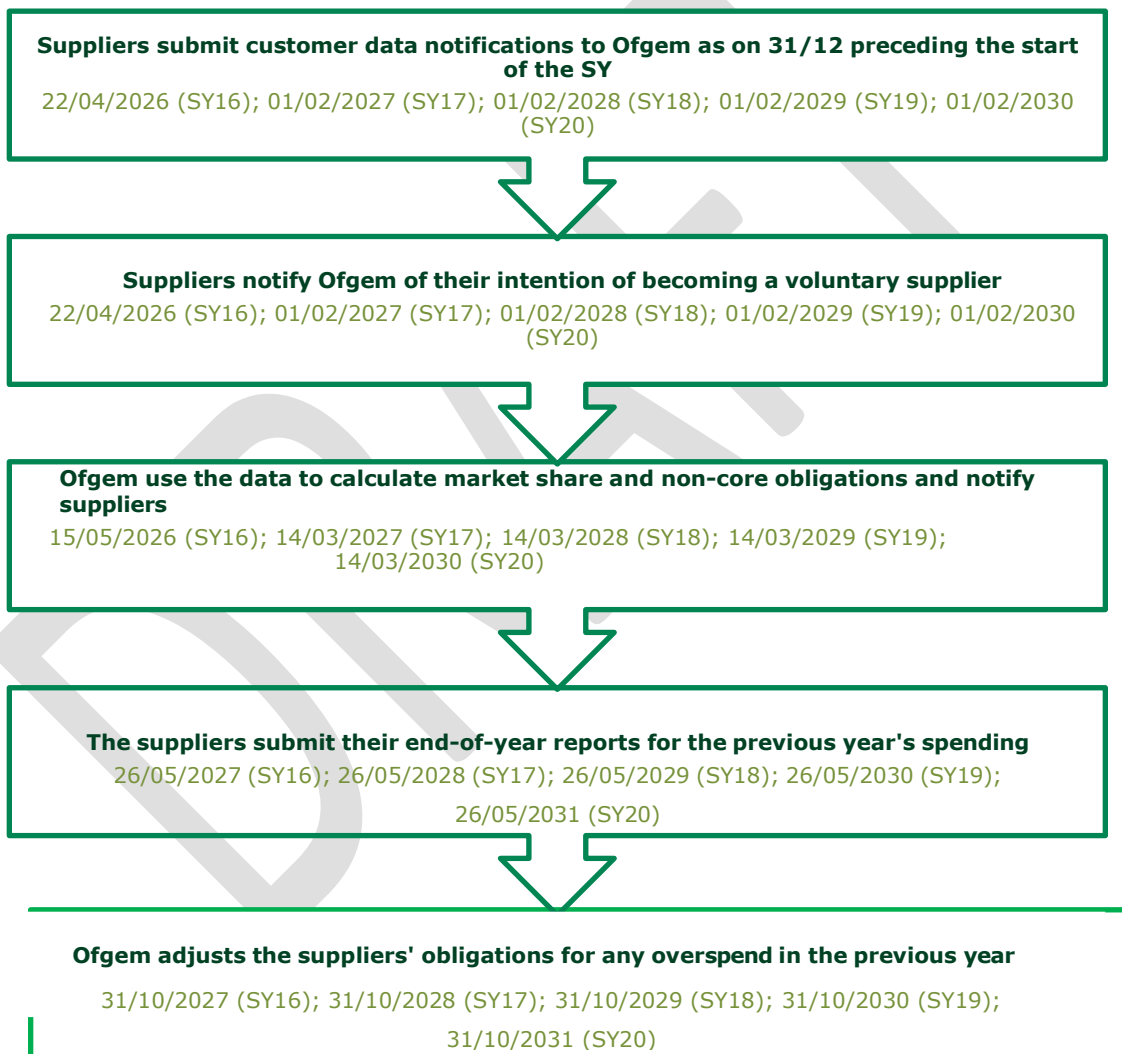 Suppliers submit customer data notifications to Ofgem as on 31/12 preceding the start
of the SY
22/04/2026 (SY16); 01/02/2027 (SY17); 01/02/2028 (SY18); 01/02/2029 (SY19); 01/02/2030
(SY20)
Suppliers notify Ofgem of their intention of becoming a voluntary supplier
22/04/2026 (SY16); 01/02/2027 (SY17); 01/02/2028 (SY18); 01/02/2029 (SY19); 01/02/2030
(SY20)
Ofgem use the data to calculate market share and non-core obligations and notify
suppliers
15/05/2026 (SY16); 14/03/2027 (SY17); 14/03/2028 (SY18); 14/03/2029 (SY19);
14/03/2030 (SY20)
The suppliers submit their end-of-year reports for the previous year's spending
26/05/2027 (SY16); 26/05/2028 (SY17); 26/05/2029 (SY18); 26/05/2030 (SY19);
26/05/2031 (SY20)
Ofgem adjusts the suppliers' obligations for any overspend in the previous year
31/10/2027 (SY16); 31/10/2028 (SY17); 31/10/2029 (SY18); 31/10/2030 (SY19);
31/10/2031 (SY20)